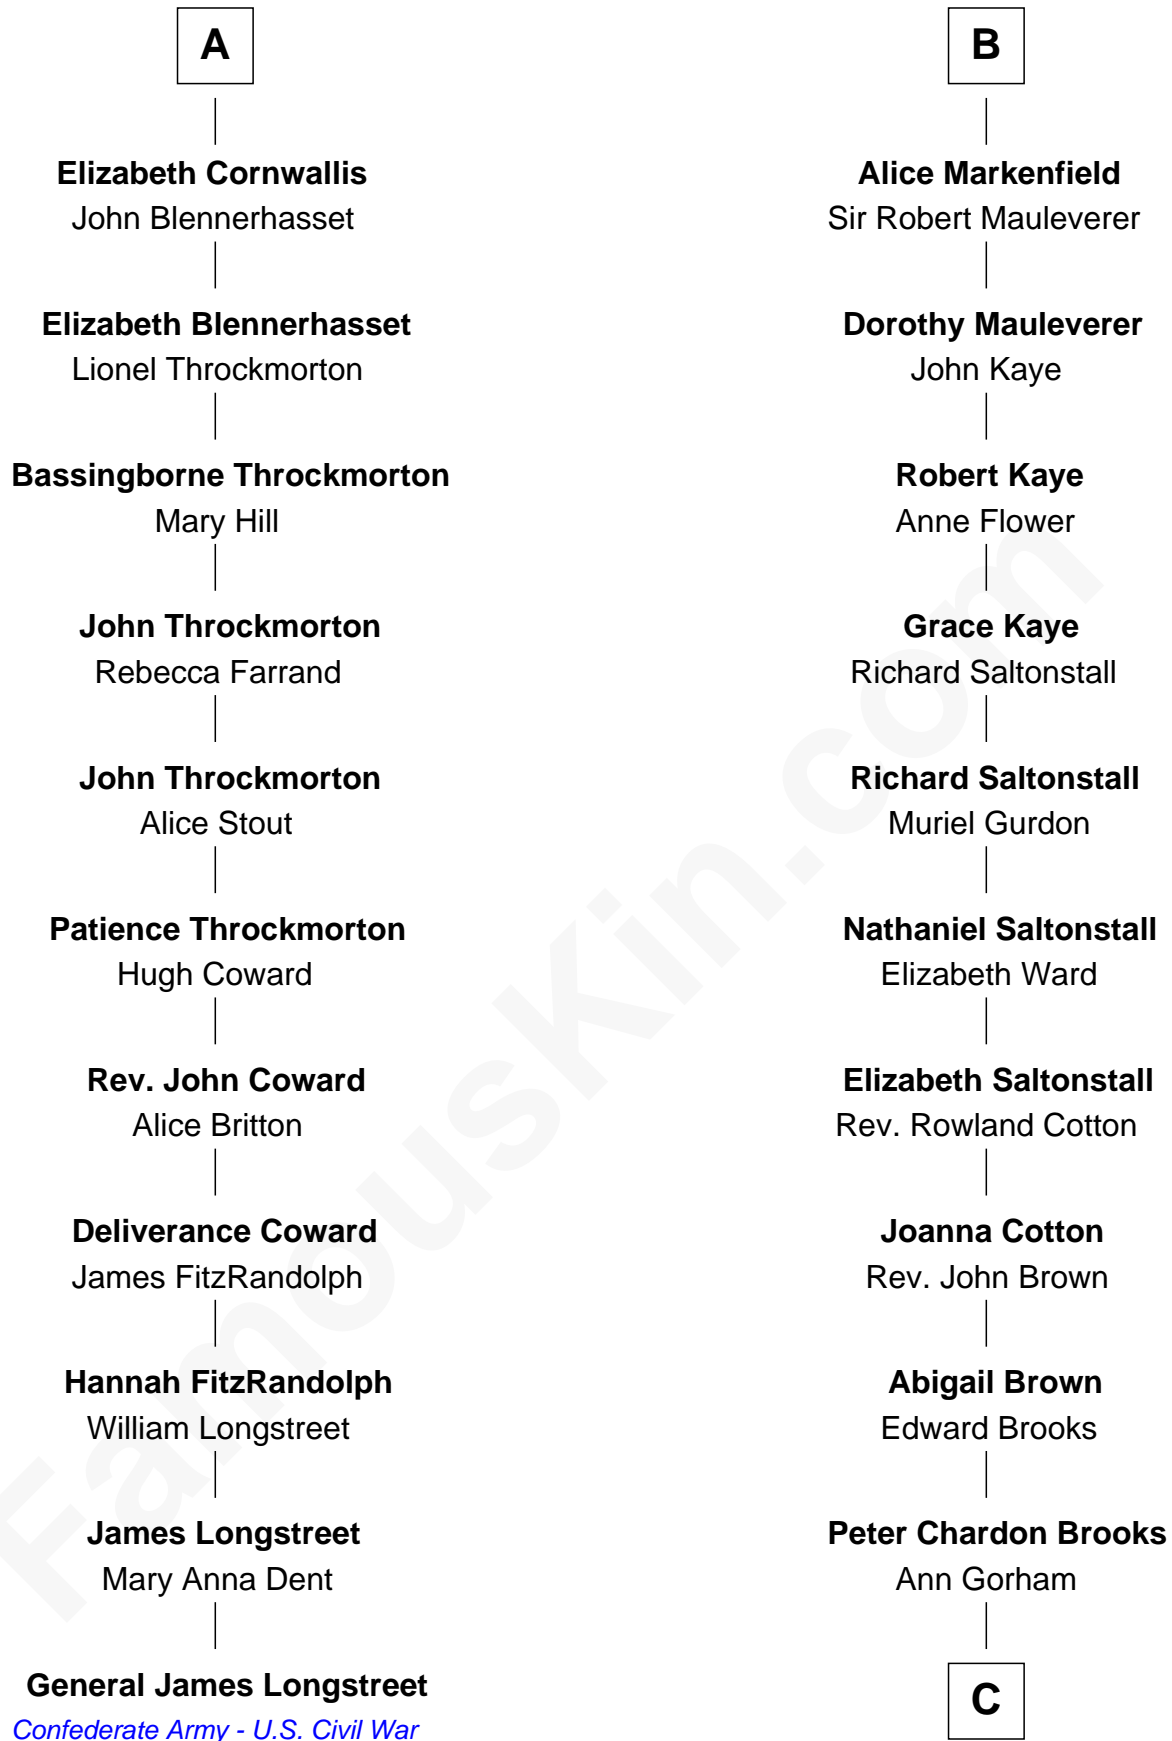 A
Elizabeth Cornwallis
John Blennerhasset
Elizabeth Blennerhasset
Lionel Throckmorton
Bassingborne Throckmorton
Mary Hill
John Throckmorton
Rebecca Farrand
John Throckmorton
Alice Stout
Patience Throckmorton
Hugh Coward
Rev. John Coward
Alice Britton
Deliverance Coward
James FitzRandolph
Hannah FitzRandolph
William Longstreet
James Longstreet
Mary Anna Dent
General James Longstreet
Confederate Army - U.S. Civil War
B
Alice Markenfield
Sir Robert Mauleverer
Dorothy Mauleverer
John Kaye
Robert Kaye
Anne Flower
Grace Kaye
Richard Saltonstall
Richard Saltonstall
Muriel Gurdon
Nathaniel Saltonstall
Elizabeth Ward
Elizabeth Saltonstall
Rev. Rowland Cotton
Joanna Cotton
Rev. John Brown
Abigail Brown
Edward Brooks
Peter Chardon Brooks
Ann Gorham
C
FamousKin.com